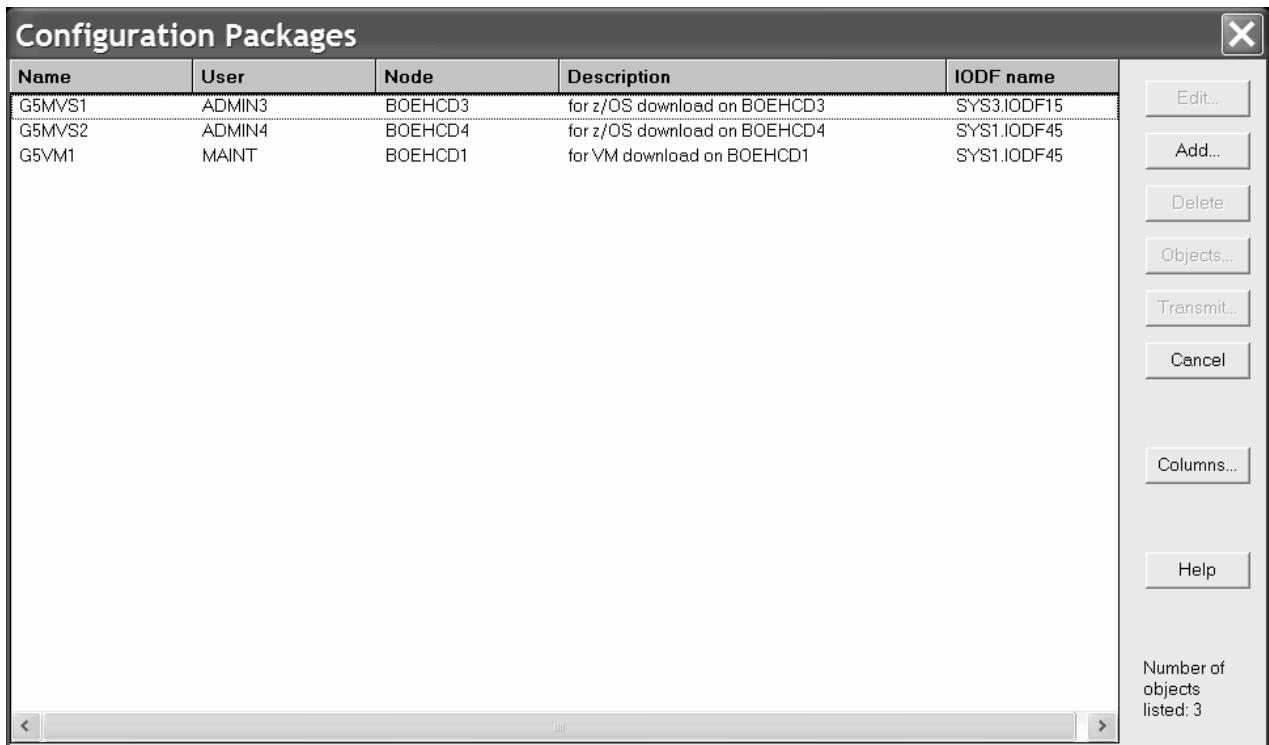 Configuration Packages
Name User Node Description IODF name
G5MVS1 ADMIN3 BOEHCD3 for z/OS download on BOEHCD3 SYS3.IODF15
G5MVS2 ADMIN4 BOEHCD4 for z/OS download on BOEHCD4 SYS1.IODF45
G5VM1 MAINT BOEHCD1 for VM download on BOEHCD1 SYS1.IODF45
Edit...
Add...
Delete
Objects...
Transmit...
Cancel
Columns...
Help
Number of
objects
listed: 3